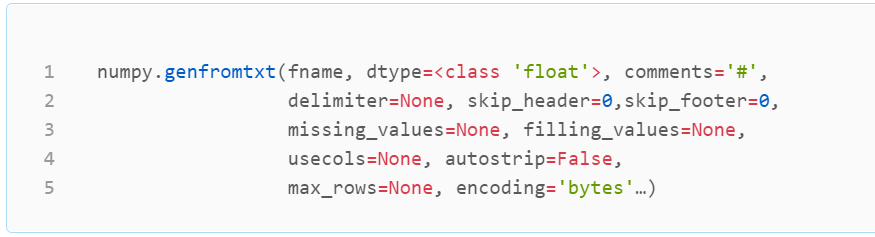 1 numpy.genfromtxt(fname, dtype=<class 'float'>, comments='#',
2 delimiter=None, skip_header=0,skip_footer=0,
3 missing_values=None, filling_values=None,
4 usecols=None, autostrip=False,
5 max_rows=None, encoding='bytes'…)